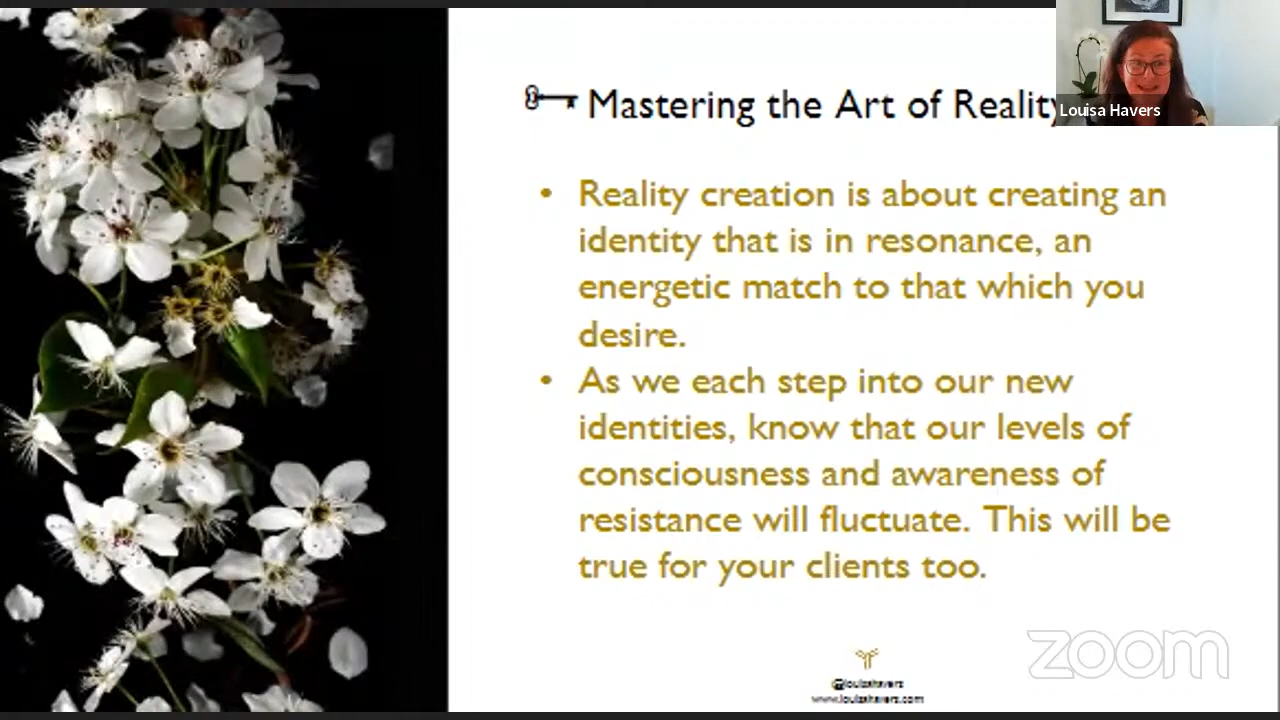 Mastering the Art of Reality
Louisa Havers
• Reality creation is about creating an
identity that is in resonance, an
energetic match to that which you
desire.
• As we each step into our new
identities, know that our levels of
consciousness and awareness of
resistance will fluctuate. This will be
true for your clients too.
zoom
@louisahavers
www.louisahavers.com